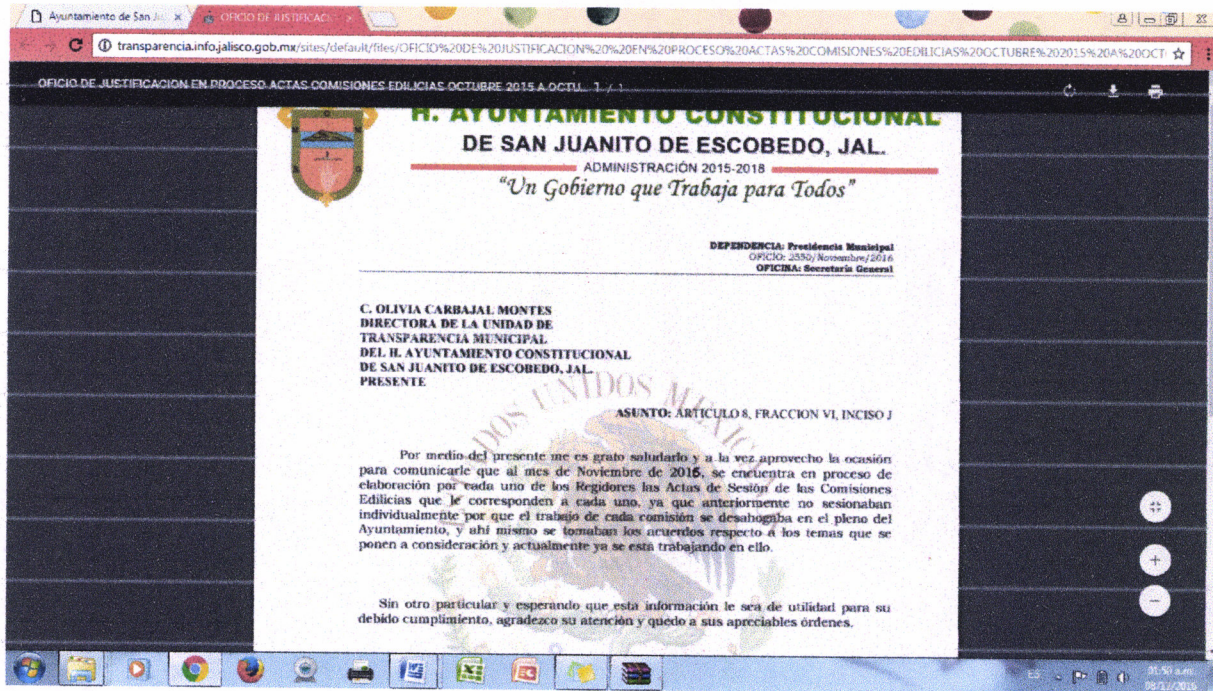 Ayuntamiento de San Ju
OFICIO DE JUSTIFICACI
transparencia.info.jalisco.gob.mx/sites/default/files/OFICIO%20DE%20JUSTIFICACION%20%20EN%20PROCESO%20ACTAS%20COMISIONES%20EDILICIAS%20OCTUBRE%202015%20A%20OCT
OFICIO DE JUSTIFICACION EN PROCESO ACTAS COMISIONES EDILICIAS OCTUBRE 2015 A OCTU... 1 / 1
H. AYUNTAMIENTO CONSTITUCIONAL
DE SAN JUANITO DE ESCOBEDO, JAL.
ADMINISTRACIÓN 2015-2018
"Un Gobierno que Trabaja para Todos"
DEPENDENCIA: Presidencia Municipal
OFICIO: 2550/Noviembre/2016
OFICINA: Secretaría General
C. OLIVIA CARBAJAL MONTES
DIRECTORA DE LA UNIDAD DE
TRANSPARENCIA MUNICIPAL
DEL H. AYUNTAMIENTO CONSTITUCIONAL
DE SAN JUANITO DE ESCOBEDO, JAL.
PRESENTE
UNIDOS
ASUNTO: ARTICULO 8, FRACCION VI, INCISO J
Por medio del presente me es grato saludarlo y a la vez aprovecho la ocasión
para comunicarle que al mes de Noviembre de 2016, se encuentra en proceso de
elaboración por cada uno de los Regidores las Actas de Sesión de las Comisiones
Edilicias que le corresponden a cada uno, ya que anteriormente no sesionaban
individualmente por que el trabajo de cada comisión se desahogaba en el pleno del
Ayuntamiento, y ahí mismo se tomaban los acuerdos respecto a los temas que se
ponen a consideración y actualmente ya se está trabajando en ello.
Sin otro particular y esperando que esta información le sea de utilidad para su
debido cumplimiento, agradezco su atención y quedo a sus apreciables órdenes.
ES
01:50 a.m.